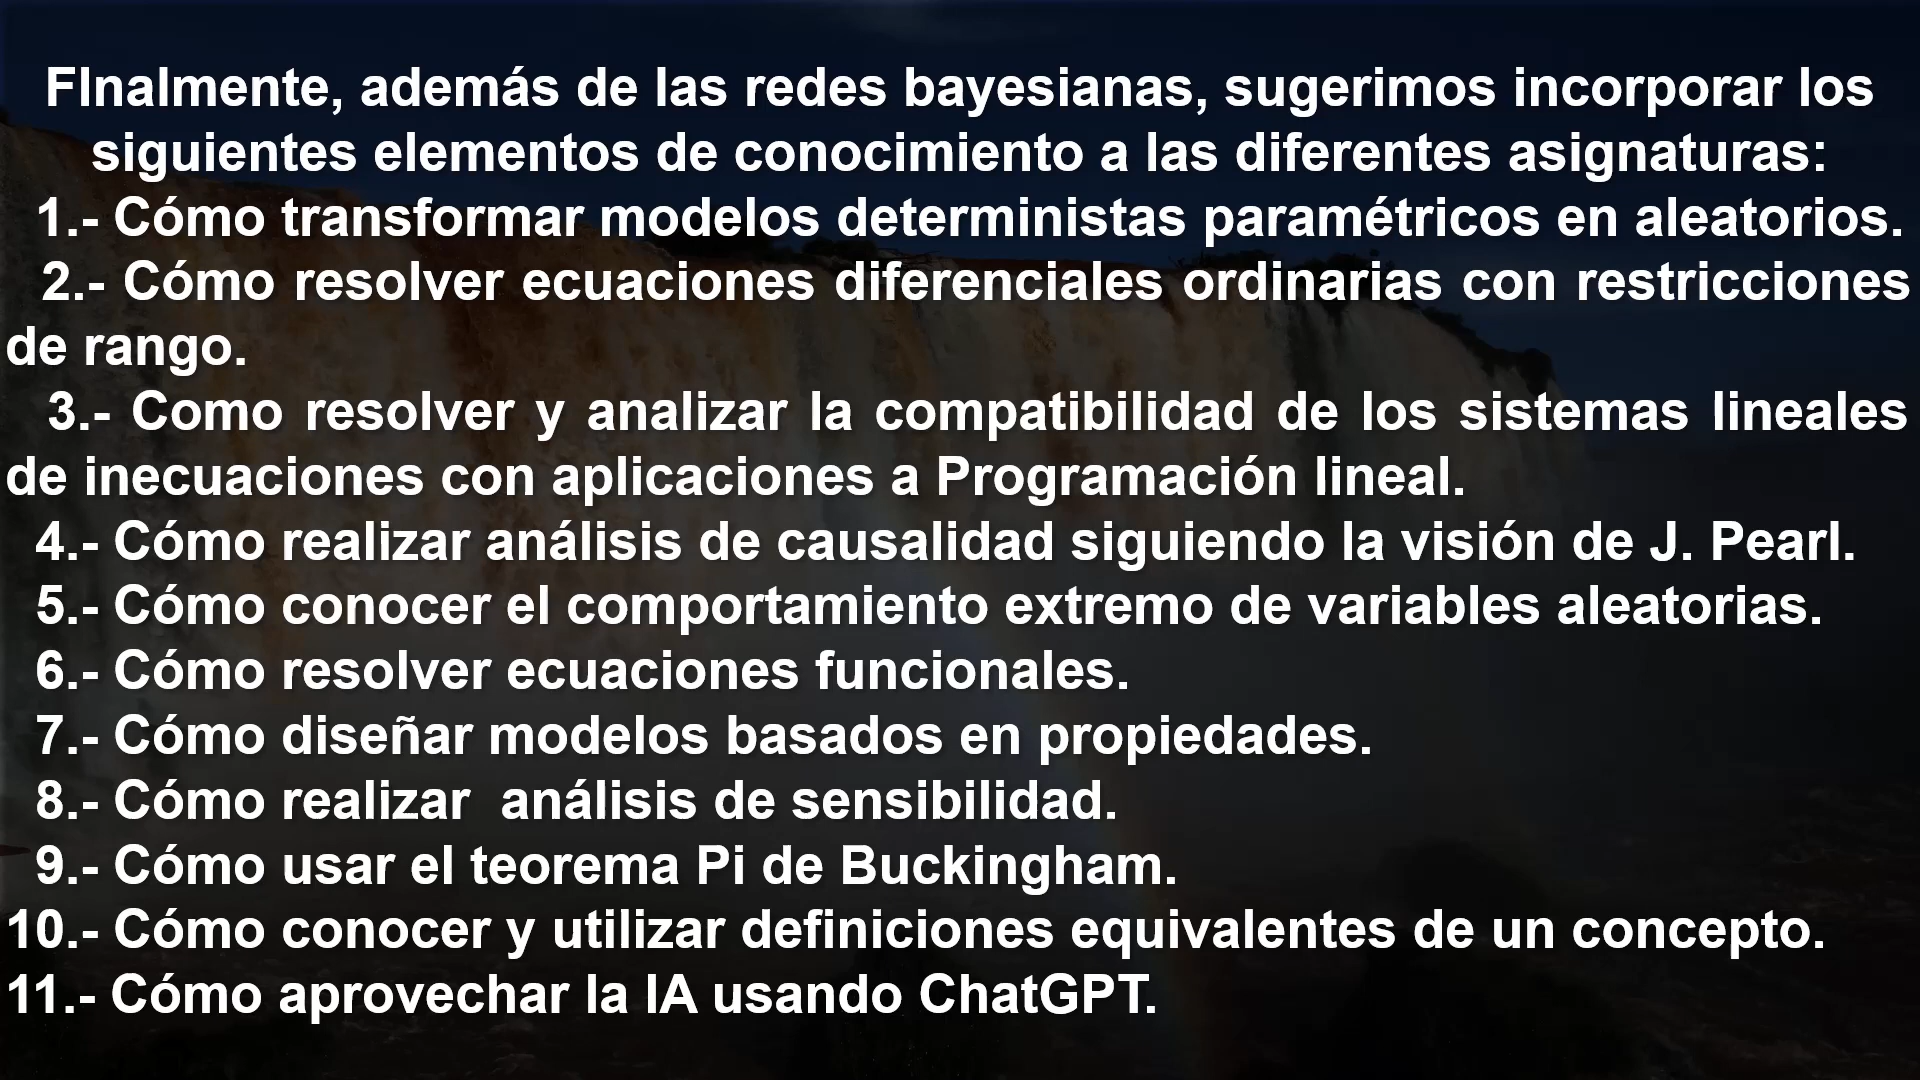 FInalmente, además de las redes bayesianas, sugerimos incorporar los
siguientes elementos de conocimiento a las diferentes asignaturas:
1.- Cómo transformar modelos deterministas paramétricos en aleatorios.
2.- Cómo resolver ecuaciones diferenciales ordinarias con restricciones
de rango.
3.- Como resolver y analizar la compatibilidad de los sistemas lineales
de inecuaciones con aplicaciones a Programación lineal.
4.- Cómo realizar análisis de causalidad siguiendo la visión de J. Pearl.
5.- Cómo conocer el comportamiento extremo de variables aleatorias.
6.- Cómo resolver ecuaciones funcionales.
7.- Cómo diseñar modelos basados en propiedades.
8.- Cómo realizar  análisis de sensibilidad.
9.- Cómo usar el teorema Pi de Buckingham.
10.- Cómo conocer y utilizar definiciones equivalentes de un concepto.
11.- Cómo aprovechar la IA usando ChatGPT.